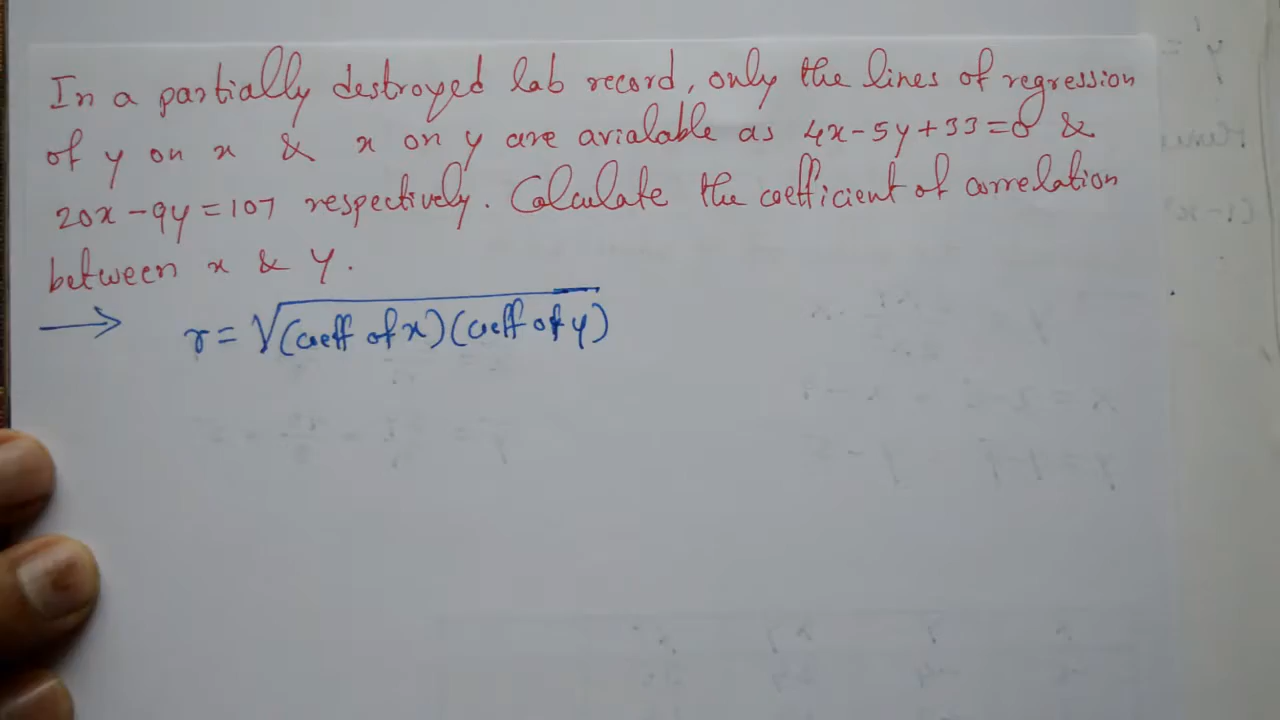 In a partially destroyed lab record, only the lines of regression
of y on x & x on y are avialable as 4x-5y+33=0 &
20x-9y=107 respectively. Calculate the coefficient of correlation
between x & y.
→ r = √(coeff of x)(coeff of y)